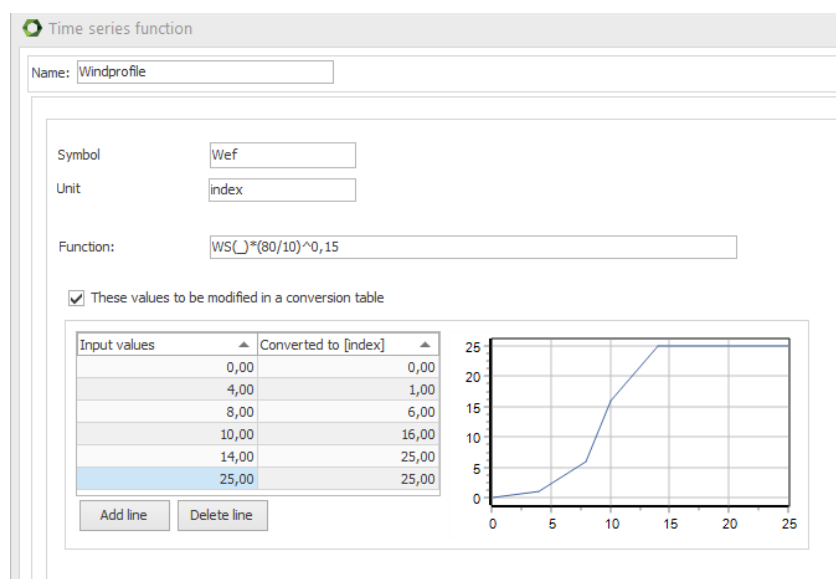 Time series function
Name: Windprofile
Symbol Wef
Unit index
Function: WS(_)*(80/10)^0,15
These values to be modified in a conversion table
Input values Converted to [index]
0,00 0,00
4,00 1,00
8,00 6,00
10,00 16,00
14,00 25,00
25,00 25,00
Add line Delete line
25
20
15
10
5
0
0 5 10 15 20 25